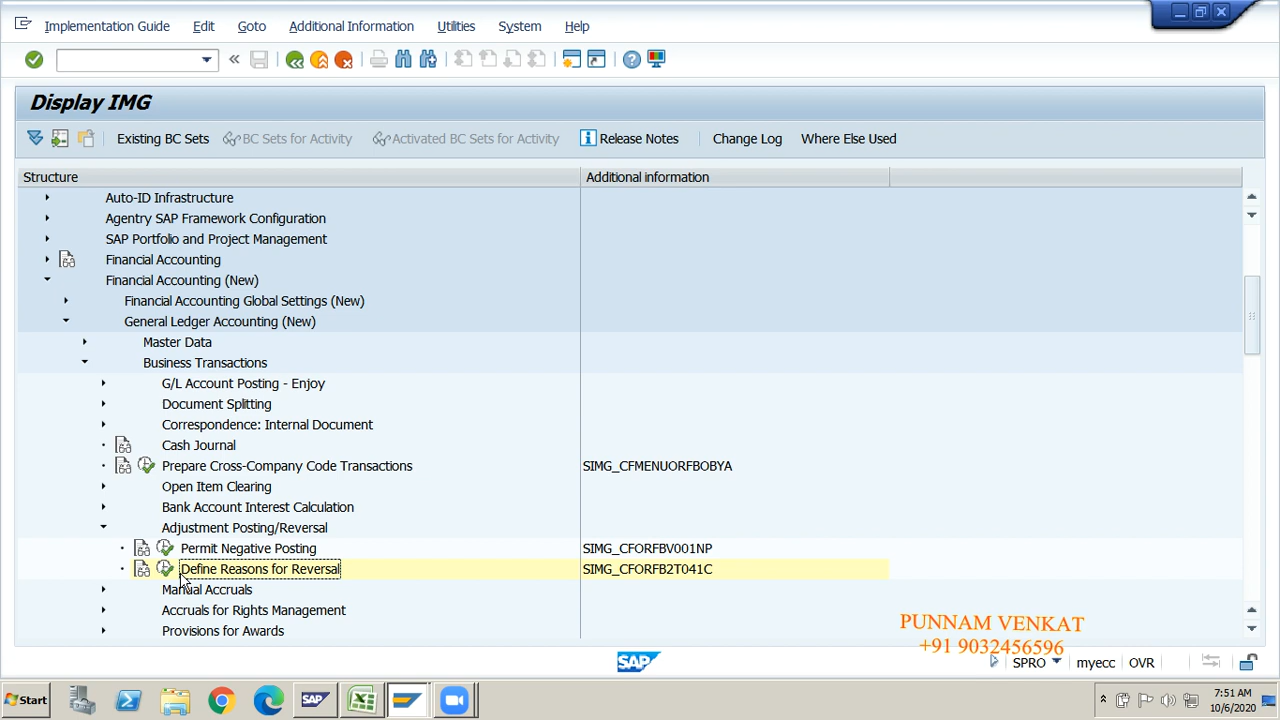 Implementation Guide Edit Goto Additional Information Utilities System Help
Display IMG
Existing BC Sets BC Sets for Activity Activated BC Sets for Activity Release Notes Change Log Where Else Used
Structure Additional information
Auto-ID Infrastructure
Agentry SAP Framework Configuration
SAP Portfolio and Project Management
Financial Accounting
Financial Accounting (New)
Financial Accounting Global Settings (New)
General Ledger Accounting (New)
Master Data
Business Transactions
G/L Account Posting - Enjoy
Document Splitting
Correspondence: Internal Document
Cash Journal
Prepare Cross-Company Code Transactions SIMG_CFMENUORFBOBYA
Open Item Clearing
Bank Account Interest Calculation
Adjustment Posting/Reversal
Permit Negative Posting SIMG_CFORFBV001NP
Define Reasons for Reversal SIMG_CFORFB2T041C
Manual Accruals
Accruals for Rights Management
Provisions for Awards
PUNNAM VENKAT
+91 9032456596
SAP SPRO myecc OVR
Start SAP 7:51 AM
10/6/2020